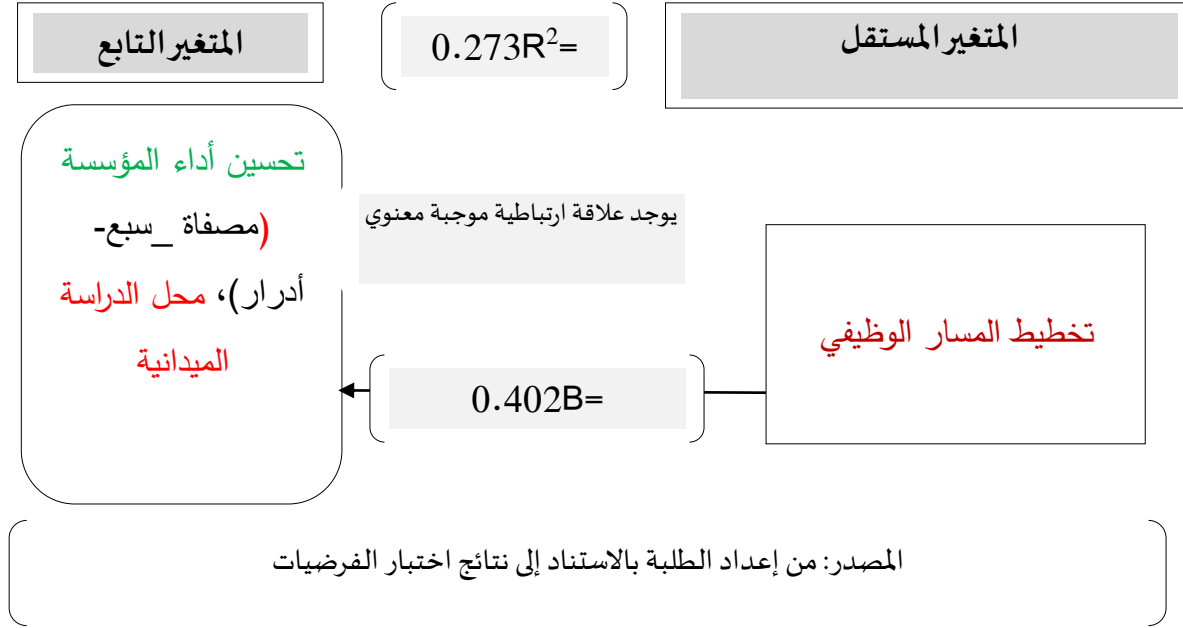 المتغير المستقل
0.273R²=
المتغير التابع
تحسين أداء المؤسسة
(مصفاة _سبع-
أدرار)، محل الدراسة
الميدانية
يوجد علاقة ارتباطية موجبة معنوي
تخطيط المسار الوظيفي
0.402B=
المصدر: من إعداد الطلبة بالاستناد إلى نتائج اختبار الفرضيات